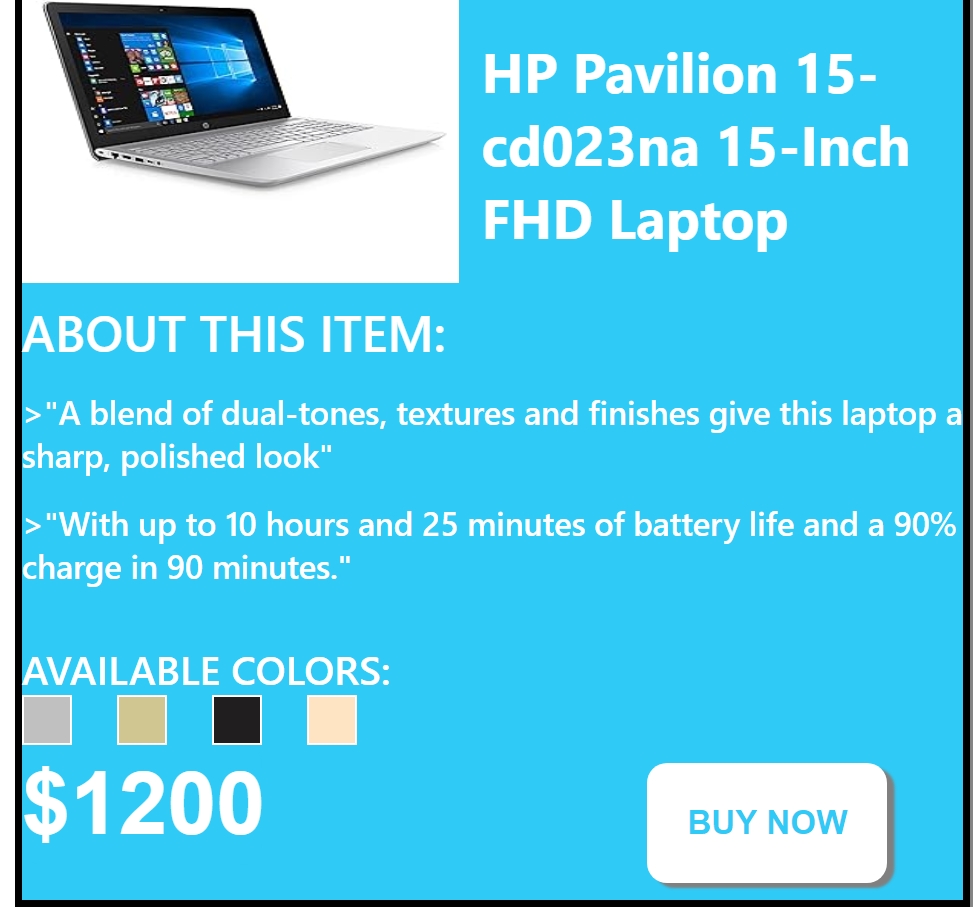 HP Pavilion 15-
cd023na 15-Inch
FHD Laptop
ABOUT THIS ITEM:
>"A blend of dual-tones, textures and finishes give this laptop a
sharp, polished look"
>"With up to 10 hours and 25 minutes of battery life and a 90%
charge in 90 minutes."
AVAILABLE COLORS:
$1200
BUY NOW